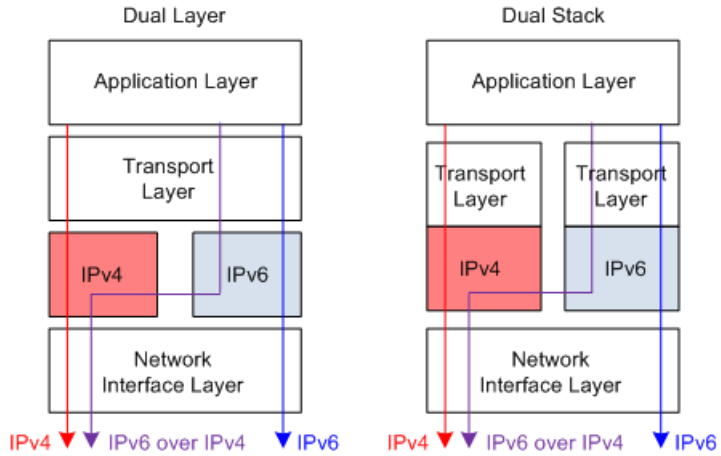 Dual Layer
Application Layer
Transport
Layer
IPv4
IPv6
Network
Interface Layer
IPv4
IPv6 over IPv4
IPv6
Dual Stack
Application Layer
Transport
Layer
Transport
Layer
IPv4
IPv6
Network
Interface Layer
IPv4
IPv6 over IPv4
IPv6